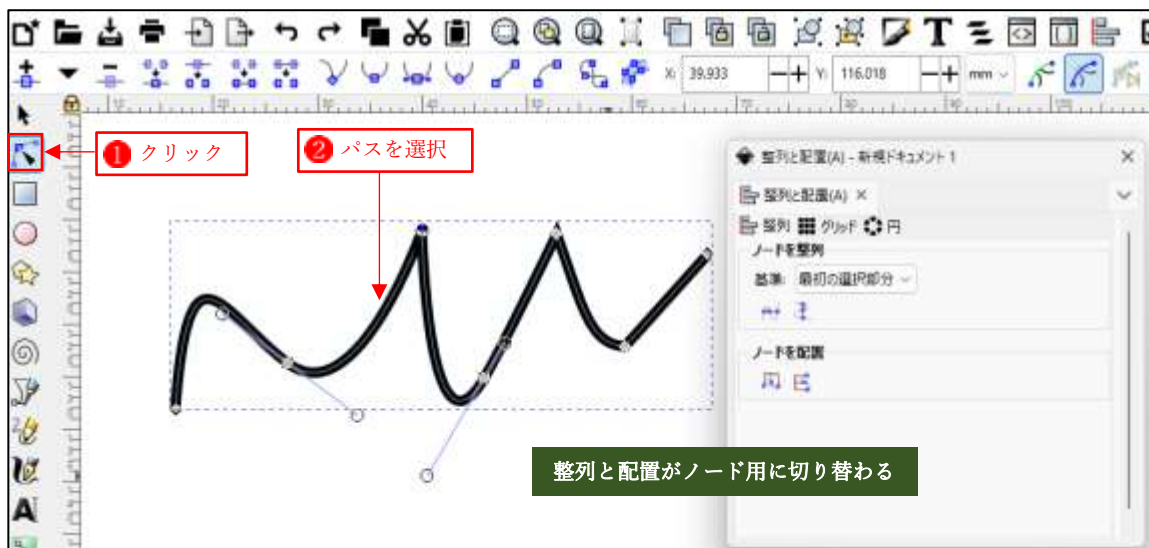 X: 39.933 Y: 116.018 mm
❶ クリック
❷ パスを選択
整列と配置(A) - 新規ドキュメント 1
整列と配置(A)
整列 グリッド 円
ノードを整列
基準: 最初の選択部分
ノードを配置
整列と配置がノード用に切り替わる